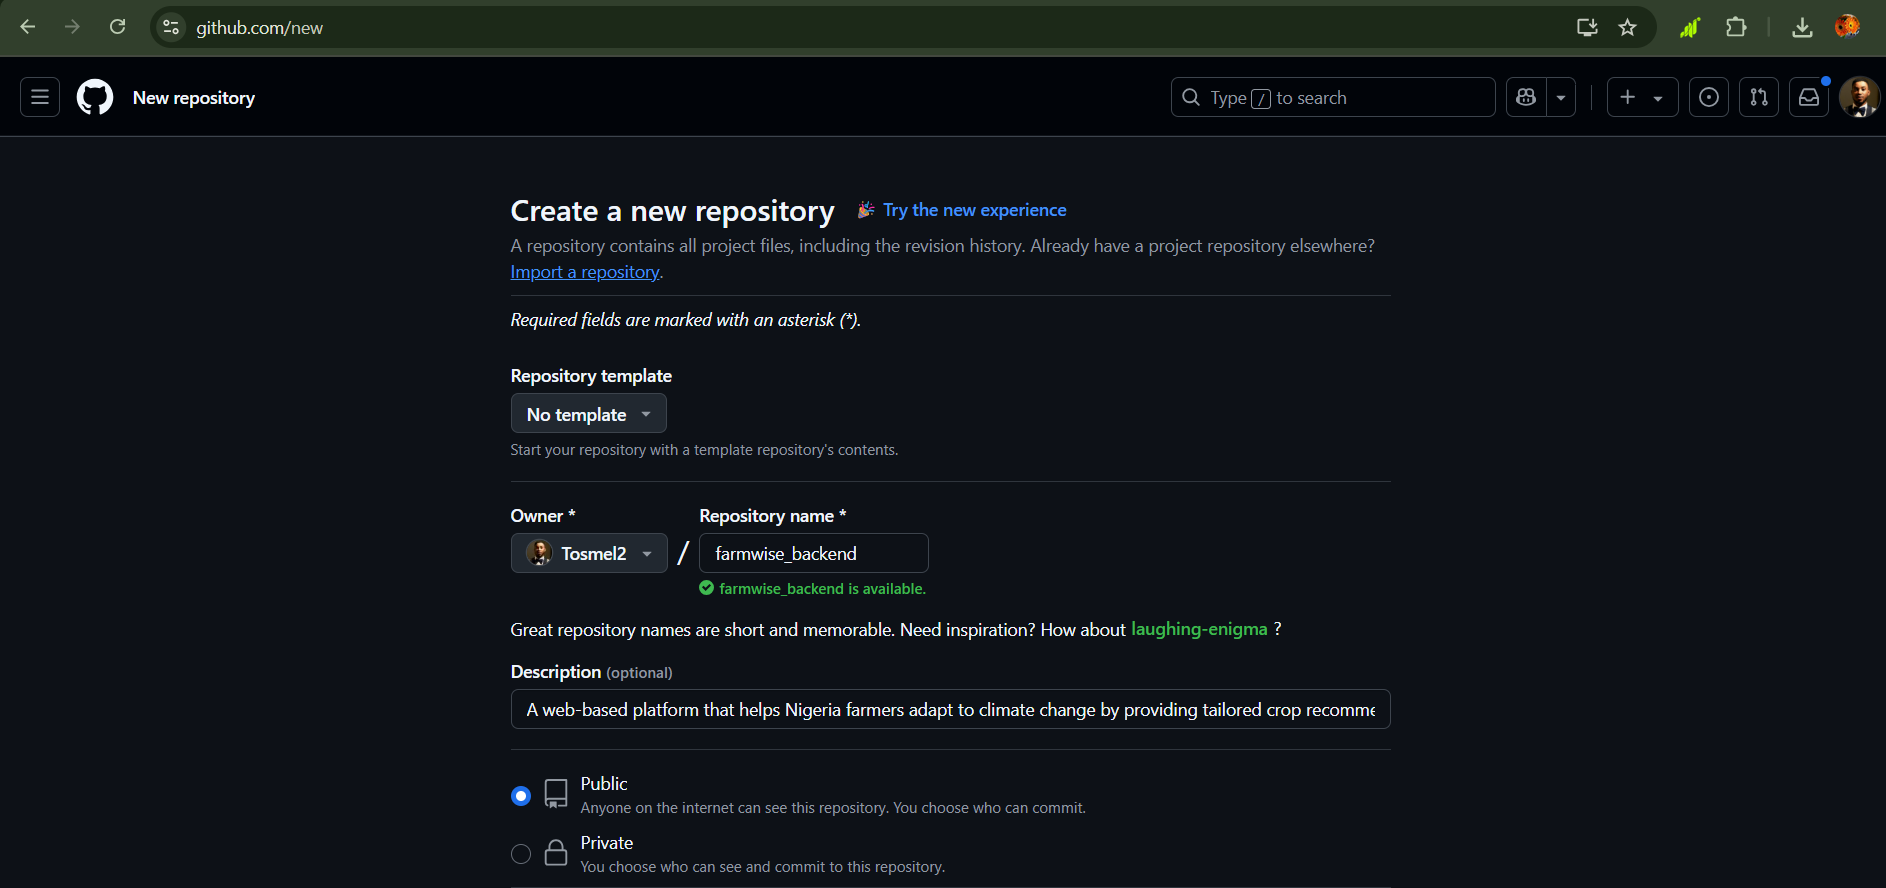 github.com/new
New repository
Type / to search
Create a new repository
Try the new experience
A repository contains all project files, including the revision history. Already have a project repository elsewhere?
Import a repository.
Required fields are marked with an asterisk (*).
Repository template
No template
Start your repository with a template repository's contents.
Owner *
Repository name *
Tosmel2
/
farmwise_backend
farmwise_backend is available.
Great repository names are short and memorable. Need inspiration? How about laughing-enigma ?
Description (optional)
A web-based platform that helps Nigeria farmers adapt to climate change by providing tailored crop recomme
Public
Anyone on the internet can see this repository. You choose who can commit.
Private
You choose who can see and commit to this repository.